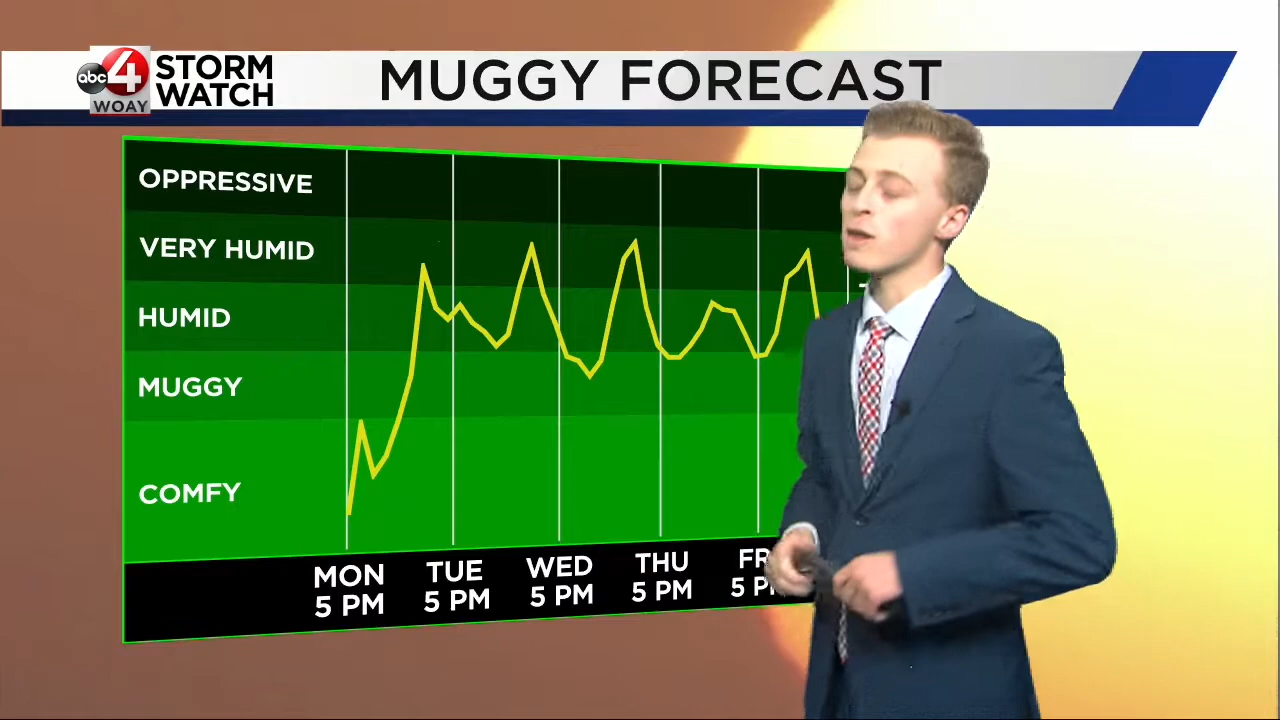 abc 4
WOAY
STORM
WATCH
MUGGY FORECAST
OPPRESSIVE
VERY HUMID
HUMID
MUGGY
COMFY
MON TUE WED THU
5 PM 5 PM 5 PM 5 PM